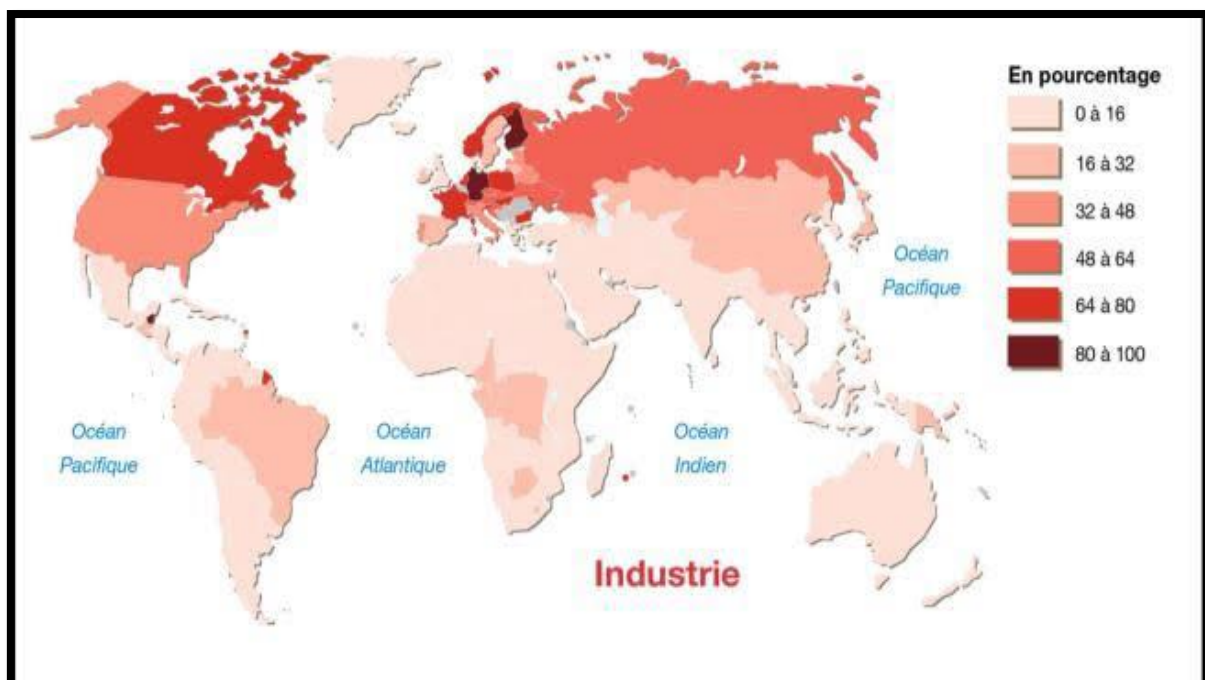 En pourcentage
0 à 16
16 à 32
32 à 48
48 à 64
64 à 80
80 à 100
Océan
Pacifique
Océan
Pacifique
Océan
Atlantique
Océan
Indien
Industrie